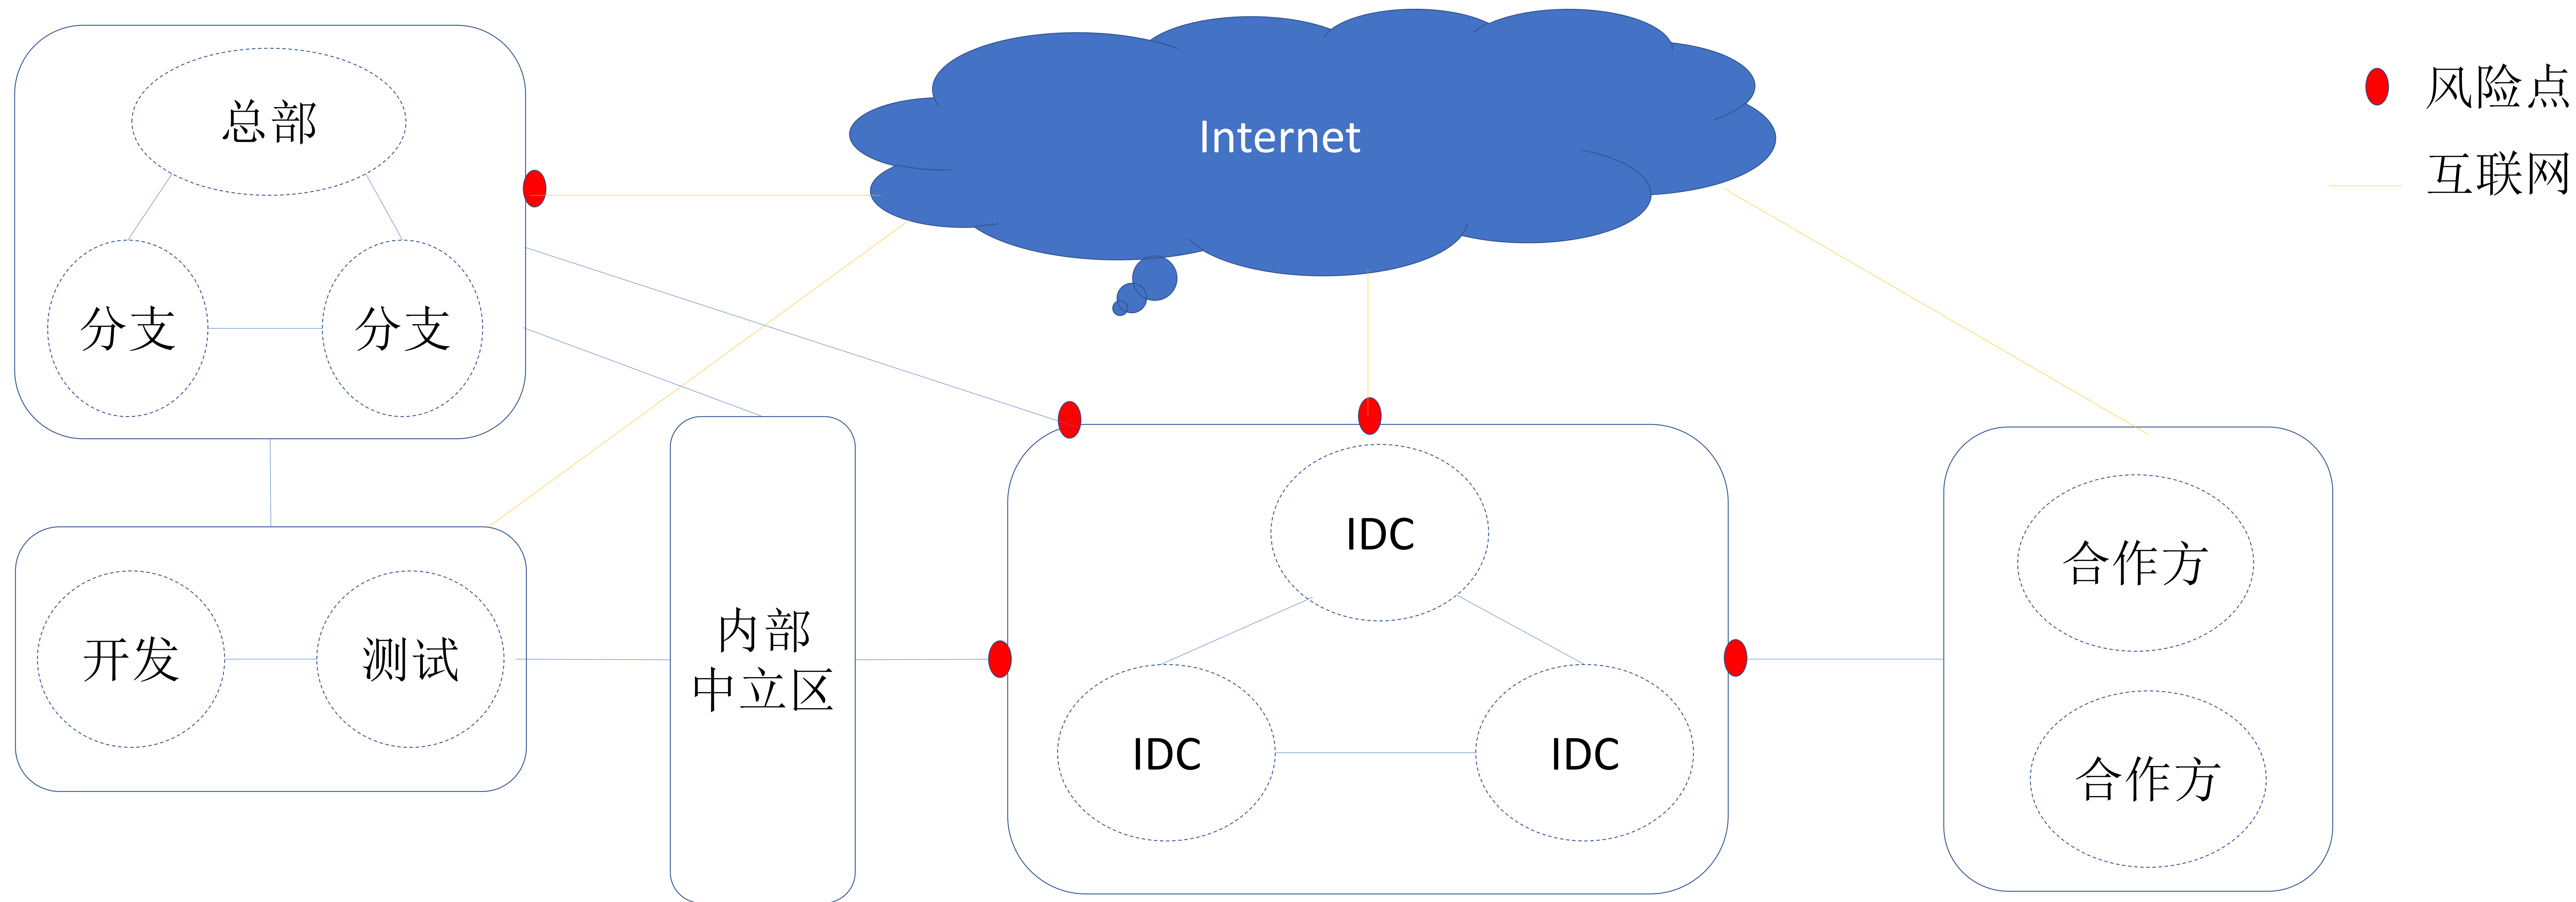 总部
分支
分支
Internet
风险点
互联网
开发
测试
内部
中立区
IDC
IDC
IDC
合作方
合作方